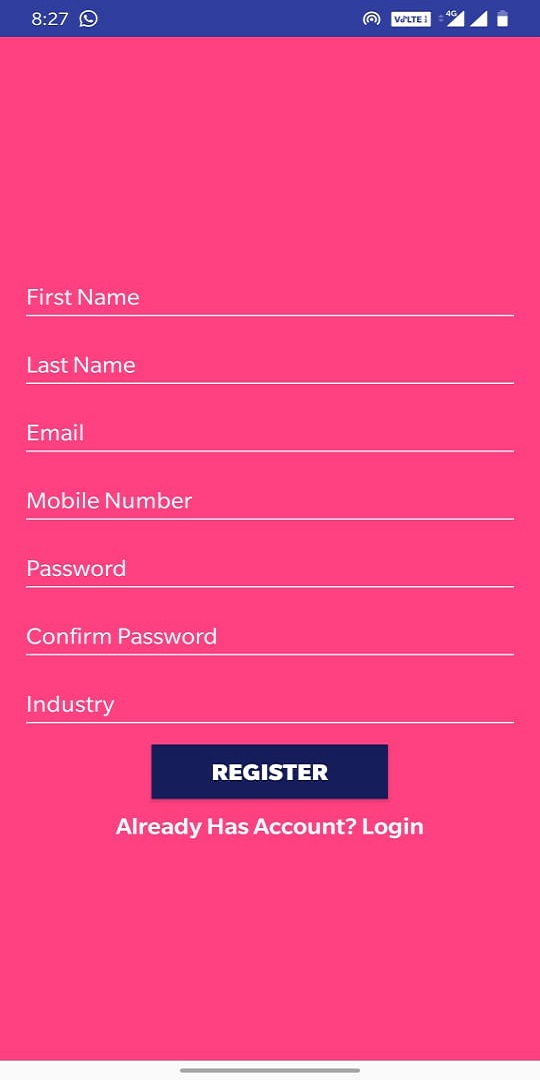 8:27
VoLTE
4G
First Name
Last Name
Email
Mobile Number
Password
Confirm Password
Industry
REGISTER
Already Has Account? Login